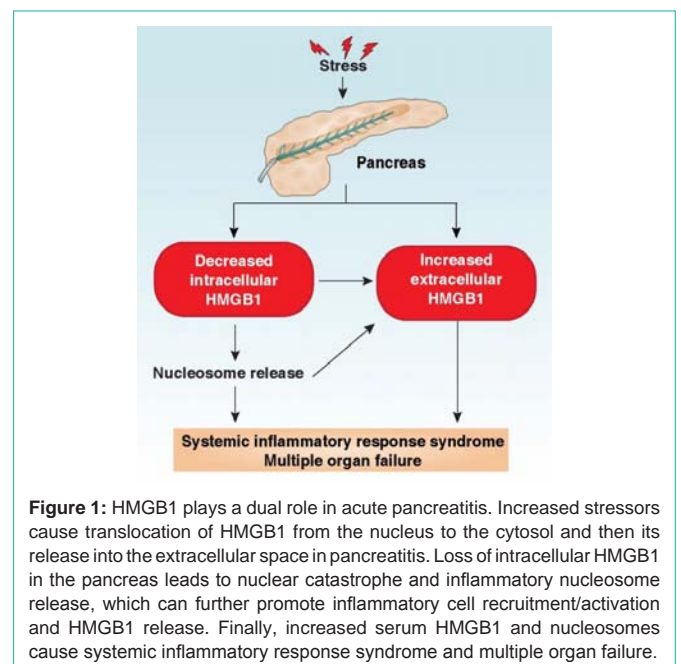 Stress
Pancreas
Decreased
intracellular
HMGB1
Increased
extracellular
HMGB1
Nucleosome release
Systemic inflammatory response syndrome
Multiple organ failure
Figure 1: HMGB1 plays a dual role in acute pancreatitis. Increased stressors
cause translocation of HMGB1 from the nucleus to the cytosol and then its
release into the extracellular space in pancreatitis. Loss of intracellular HMGB1
in the pancreas leads to nuclear catastrophe and inflammatory nucleosome
release, which can further promote inflammatory cell recruitment/activation
and HMGB1 release. Finally, increased serum HMGB1 and nucleosomes
cause systemic inflammatory response syndrome and multiple organ failure.